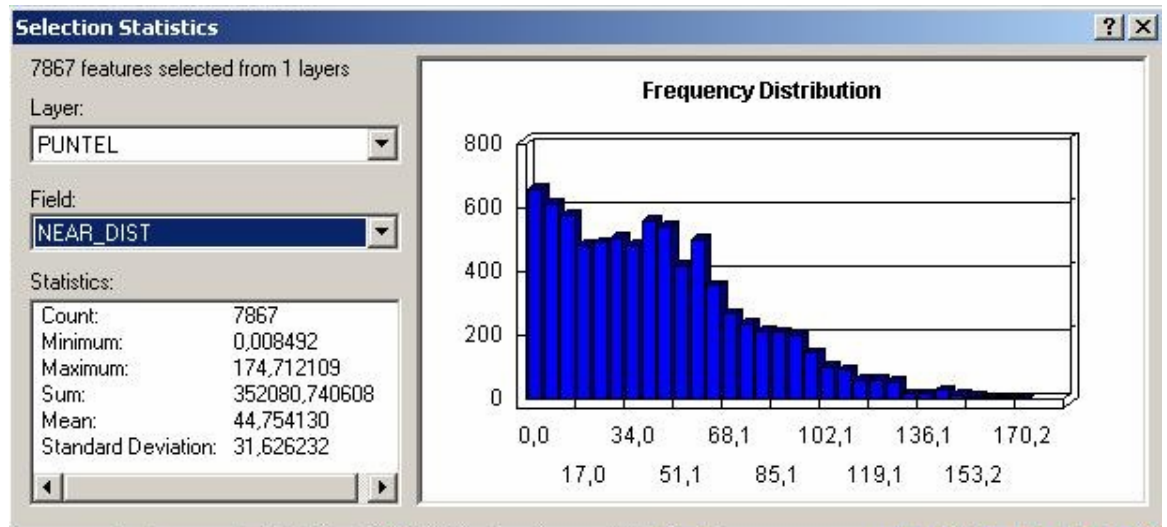 Selection Statistics
7867 features selected from 1 layers
Layer:
PUNTEL
Field:
NEAR_DIST
Statistics:
Count: 7867
Minimum: 0,008492
Maximum: 174,712109
Sum: 352080,740608
Mean: 44,754130
Standard Deviation: 31,626232
Frequency Distribution
800
600
400
200
0
0,0 34,0 68,1 102,1 136,1 170,2
17,0 51,1 85,1 119,1 153,2